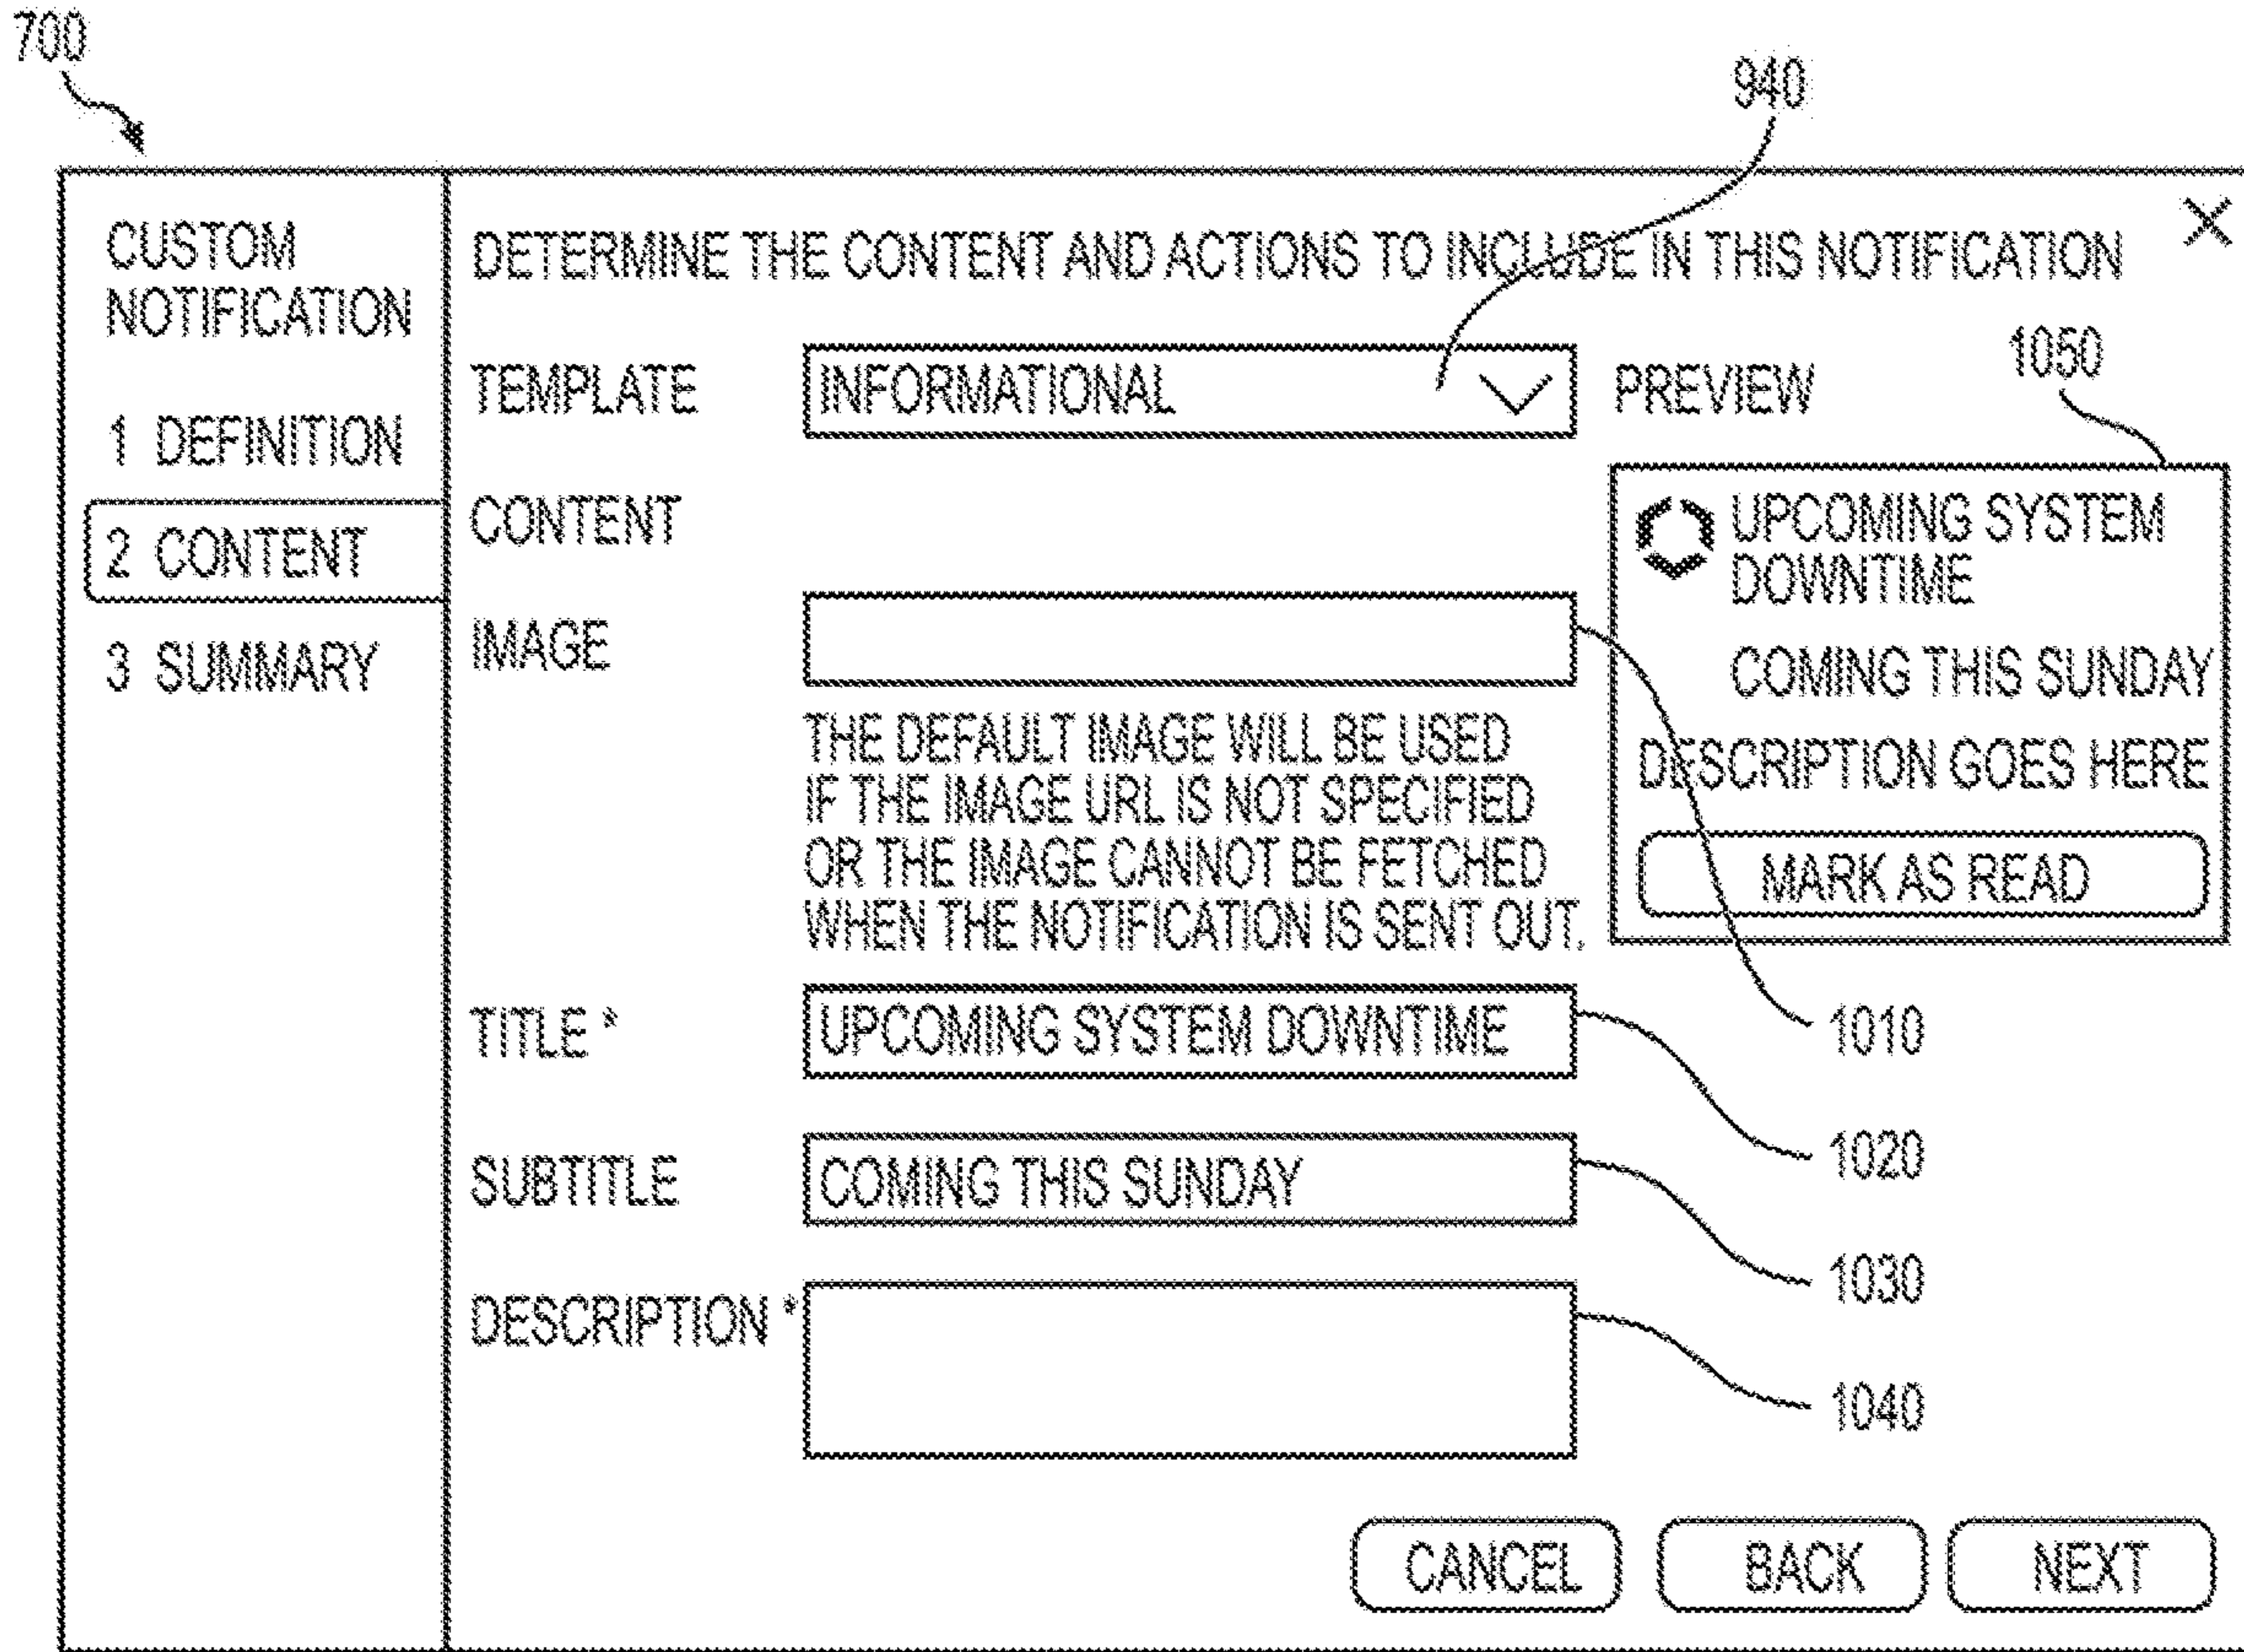 700
940
CUSTOM
NOTIFICATION
1 DEFINITION
2 CONTENT
3 SUMMARY
DETERMINE THE CONTENT AND ACTIONS TO INCLUDE IN THIS NOTIFICATION
TEMPLATE
INFORMATIONAL
CONTENT
IMAGE
THE DEFAULT IMAGE WILL BE USED
IF THE IMAGE URL IS NOT SPECIFIED
OR THE IMAGE CANNOT BE FETCHED
WHEN THE NOTIFICATION IS SENT OUT.
TITLE *
UPCOMING SYSTEM DOWNTIME
SUBTITLE
COMING THIS SUNDAY
DESCRIPTION *
PREVIEW
1050
UPCOMING SYSTEM
DOWNTIME
COMING THIS SUNDAY
DESCRIPTION GOES HERE
MARK AS READ
1010
1020
1030
1040
CANCEL
BACK
NEXT